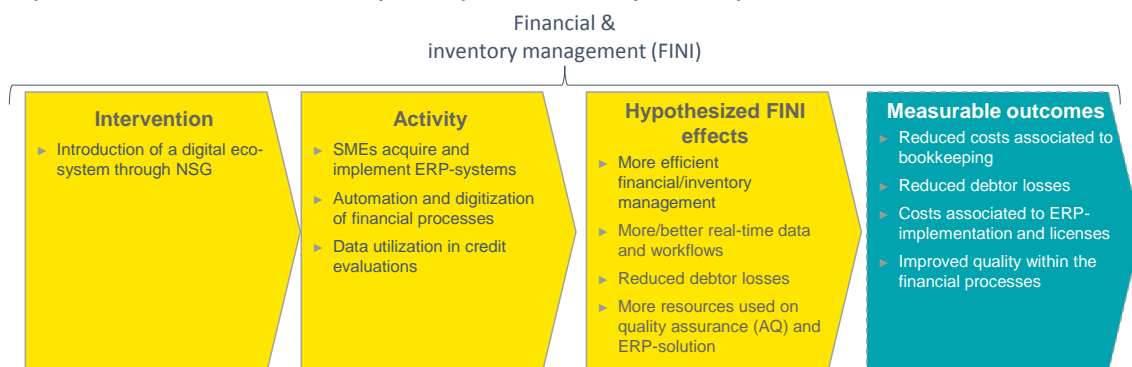 Financial &
inventory management (FINI)
Intervention
► Introduction of a digital eco-
system through NSG
Activity
► SMEs acquire and
implement ERP-systems
► Automation and digitization
of financial processes
► Data utilization in credit
evaluations
Hypothesized FINI
effects
► More efficient
financial/inventory
management
► More/better real-time data
and workflows
► Reduced debtor losses
► More resources used on
quality assurance (AQ) and
ERP-solution
Measurable outcomes
► Reduced costs associated to
bookkeeping
► Reduced debtor losses
► Costs associated to ERP-
implementation and licenses
► Improved quality within the
financial processes